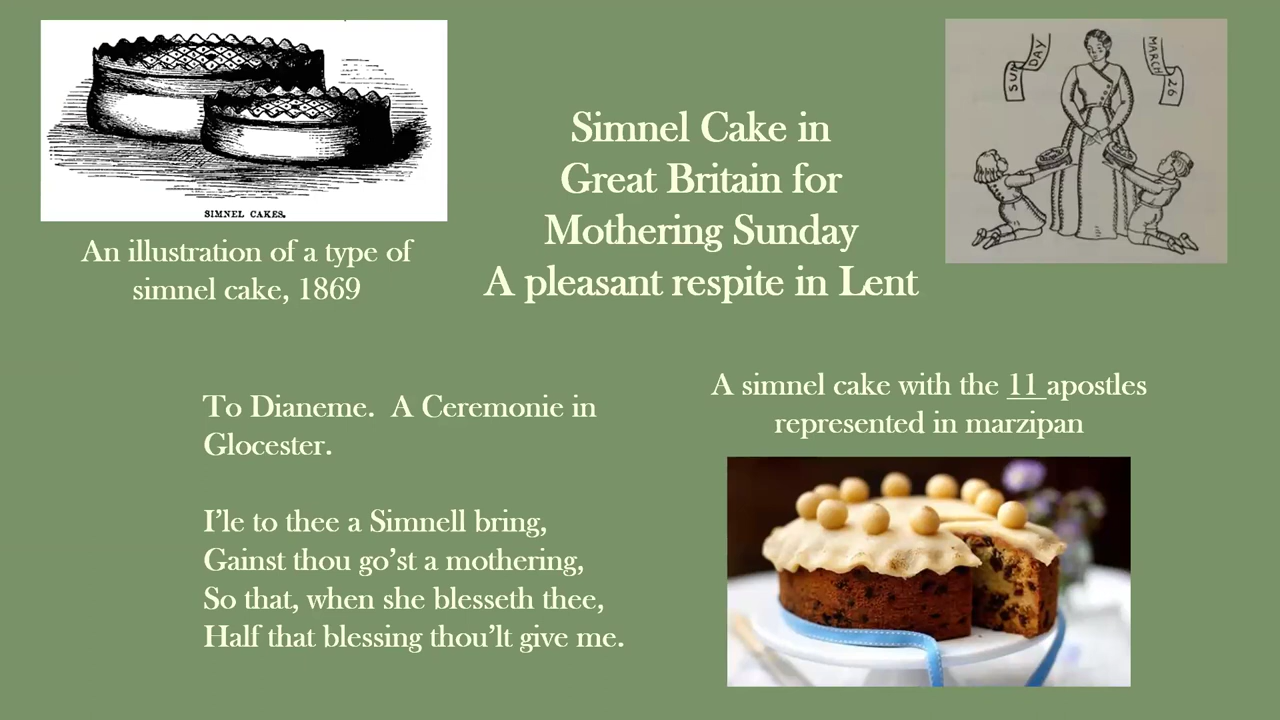 SIMNEL CAKES.
An illustration of a type of
simnel cake, 1869
Simnel Cake in
Great Britain for
Mothering Sunday
A pleasant respite in Lent
SUN
DAY
MARCH
26
To Dianeme.  A Ceremonie in
Glocester.
I’le to thee a Simnell bring,
Gainst thou go’st a mothering,
So that, when she blesseth thee,
Half that blessing thou’lt give me.
A simnel cake with the 11 apostles
represented in marzipan